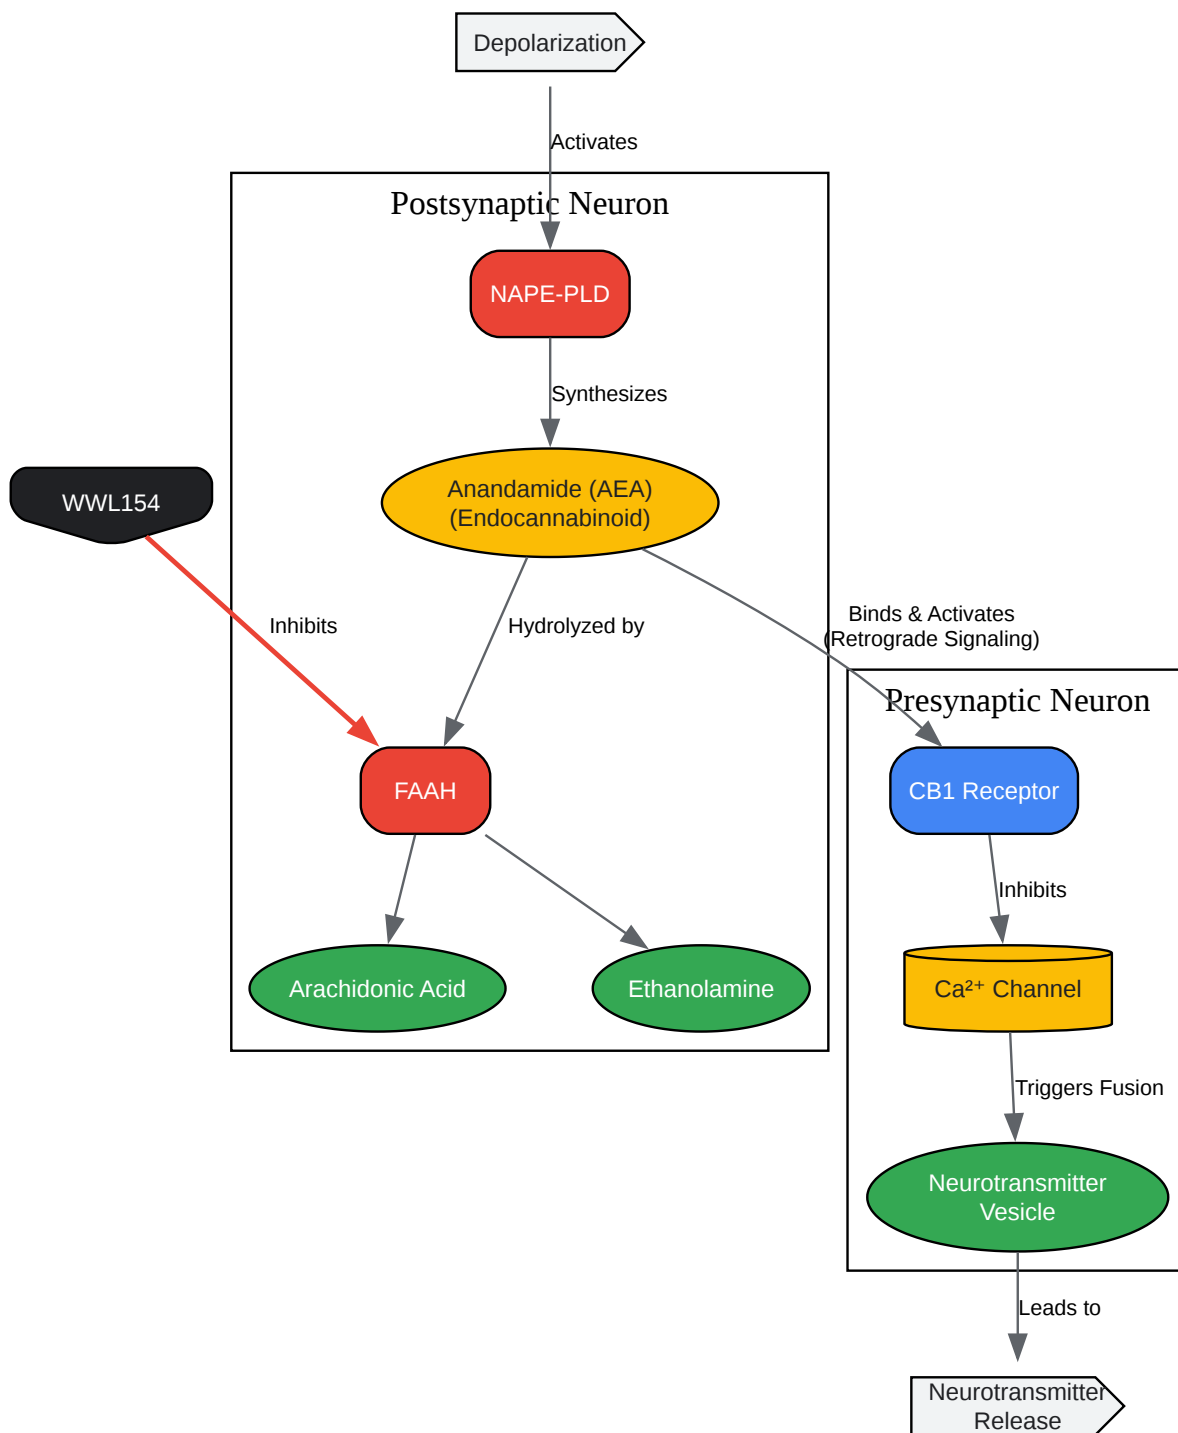 Depolarization
Activates
Postsynaptic Neuron
NAPE-PLD
Synthesizes
Anandamide (AEA)
(Endocannabinoid)
WWL154
Inhibits
Hydrolyzed by
Binds & Activates
(Retrograde Signaling)
Presynaptic Neuron
FAAH
CB1 Receptor
Inhibits
Arachidonic Acid
Ethanolamine
Ca²⁺ Channel
Triggers Fusion
Neurotransmitter
Vesicle
Leads to
Neurotransmitter
Release